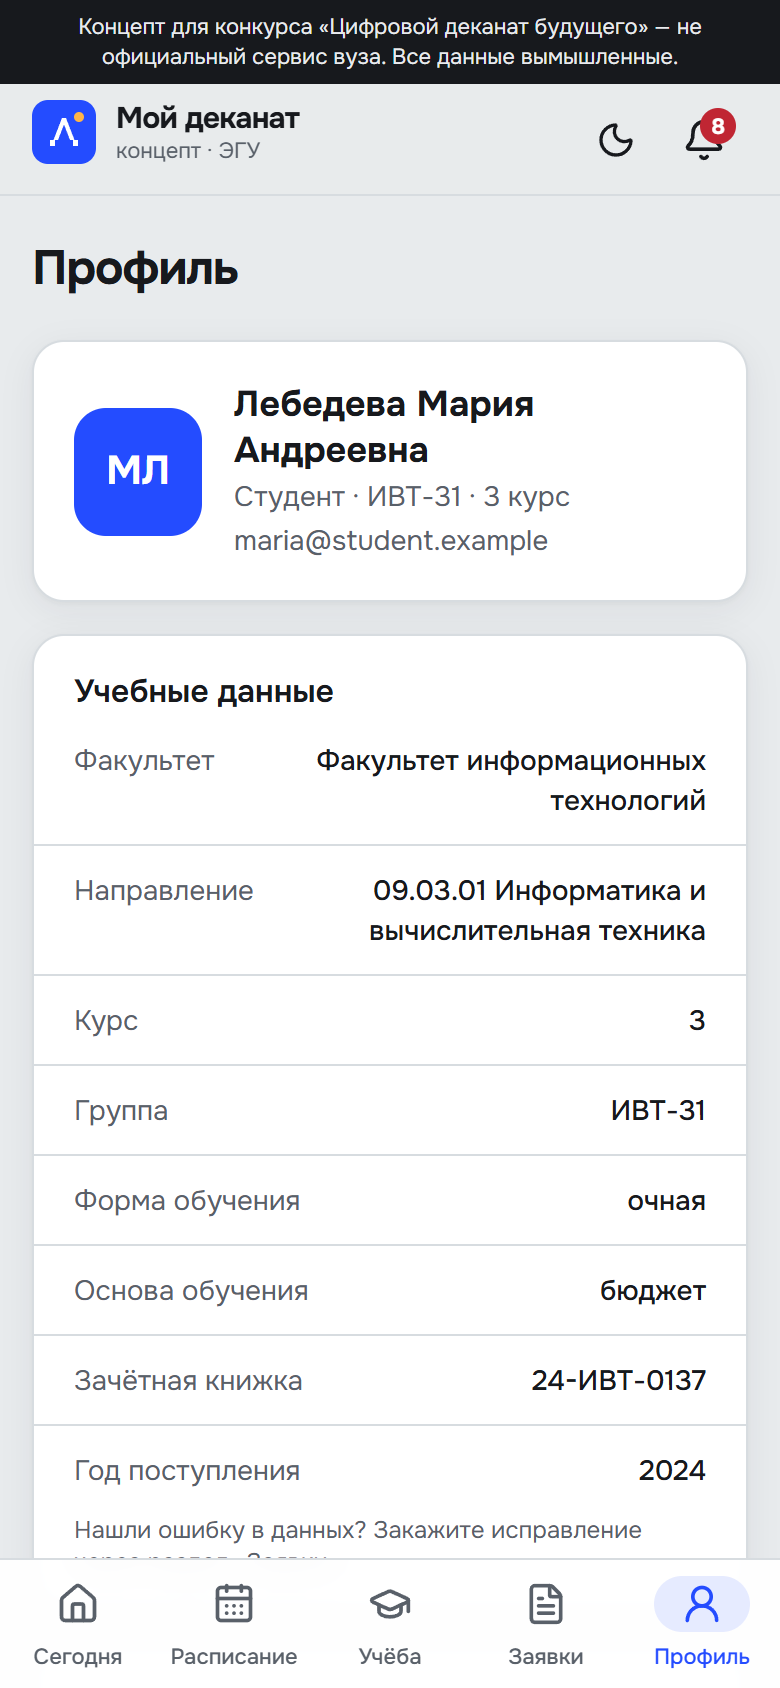 Концепт для конкурса «Цифровой деканат будущего» — не
официальный сервис вуза. Все данные вымышленные.
Мой деканат
концепт · ЭГУ
8
Профиль
МЛ
Лебедева Мария
Андреевна
Студент · ИВТ-31 · 3 курс
maria@student.example
Учебные данные
Факультет
Факультет информационных
технологий
Направление
09.03.01 Информатика и
вычислительная техника
Курс
3
Группа
ИВТ-31
Форма обучения
очная
Основа обучения
бюджет
Зачётная книжка
24-ИВТ-0137
Год поступления
2024
Нашли ошибку в данных? Закажите исправление
Сегодня
Расписание
Учёба
Заявки
Профиль